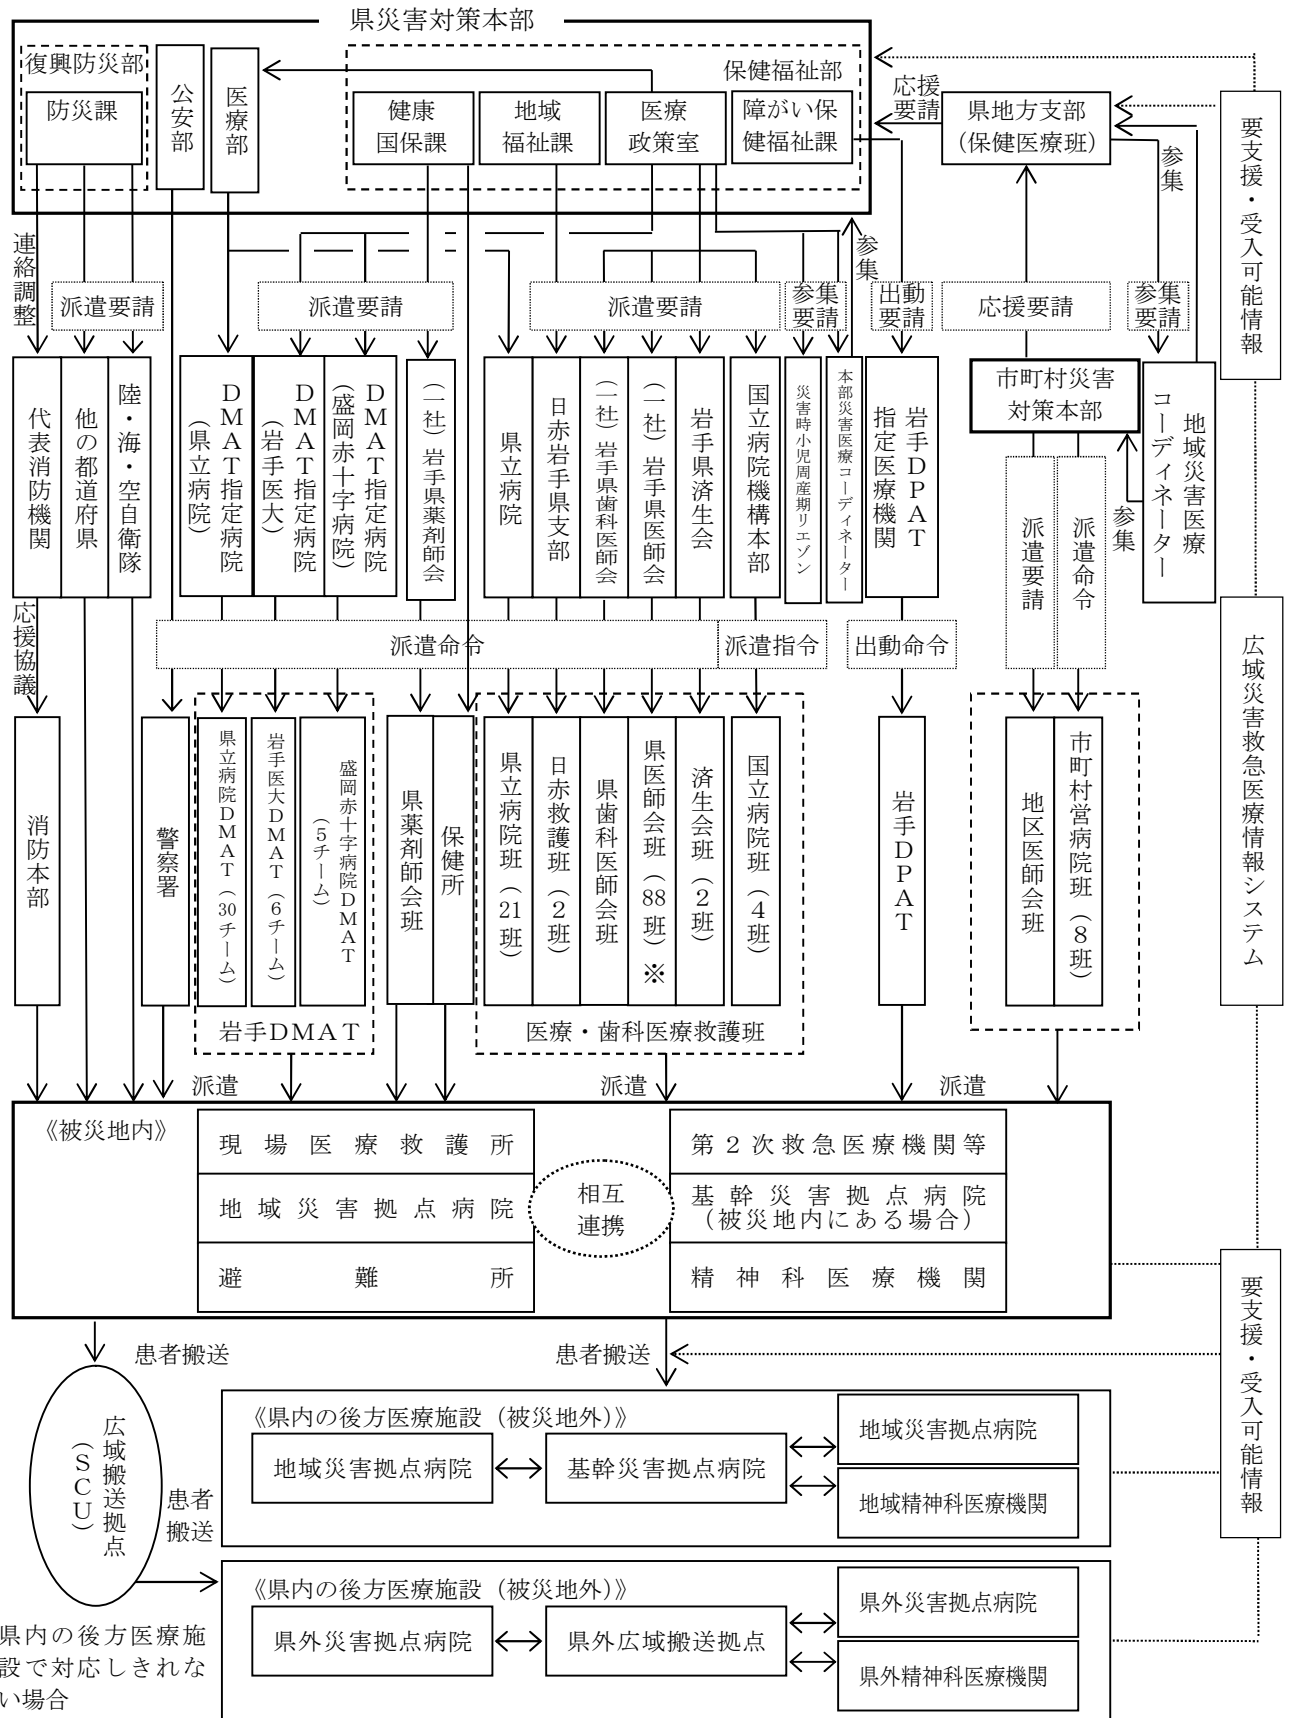 県災害対策本部
復興防災部
防災課
公安部
医療部
保健福祉部
健康
国保課
地域
福祉課
医療
政策室
障がい保
健福祉課
応援
要請
県地方支部
(保健医療班)
参集
要支援・受入可能情報
連絡調整
派遣要請
派遣要請
派遣要請
参集
要請
参集
出動
要請
応援要請
参集
要請
代表消防機関
他の都道府県
陸・海・空自衛隊
DMAT指定病院
(県立病院)
DMAT指定病院
(岩手医大)
DMAT指定病院
(盛岡赤十字病院)
(一社)岩手県薬剤師会
県立病院
日赤岩手県支部
(一社)岩手県歯科医師会
(一社)岩手県医師会
岩手県済生会
国立病院機構本部
災害時小児周産期リエゾン
本部災害医療コーディネーター
岩手DPAT
指定医療機関
市町村災害
対策本部
地域災害医療
コーディネーター
参集
派遣要請
派遣命令
応援協議
派遣命令
派遣指令
出動命令
広域災害救急医療情報システム
消防本部
警察署
県立病院DMAT(30チーム)
岩手医大DMAT(6チーム)
盛岡赤十字病院DMAT
(5チーム)
岩手DMAT
県薬剤師会班
保健所
県立病院班(21班)
日赤救護班(2班)
県歯科医師会班
県医師会班(88班)※
済生会班(2班)
国立病院班(4班)
医療・歯科医療救護班
岩手DPAT
地区医師会班
市町村営病院班(8班)
派遣
派遣
派遣
《被災地内》
現場医療救護所
地域災害拠点病院
避難所
相互
連携
第2次救急医療機関等
基幹災害拠点病院
(被災地内にある場合)
精神科医療機関
患者搬送
患者搬送
要支援・受入可能情報
広域搬送拠点
(SCU)
《県内の後方医療施設(被災地外)》
地域災害拠点病院
基幹災害拠点病院
地域災害拠点病院
地域精神科医療機関
患者
搬送
《県内の後方医療施設(被災地外)》
県外災害拠点病院
県外広域搬送拠点
県外災害拠点病院
県外精神科医療機関
県内の後方医療施
設で対応しきれな
い場合